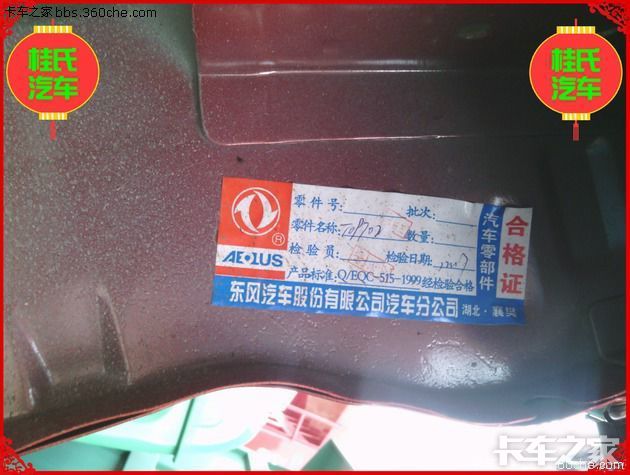 卡车之家 bbs.360che.com
桂氏
汽车
桂氏
汽车
零件号:
批次:
零件名称:
数量:
检验员:
检验日期:
产品标准: Q/EQC-515-1999 经检验合格
®
AEOLUS
汽车零部件
合格证
东风汽车股份有限公司汽车分公司 湖北·襄樊
卡车之家
bbs.360che.com